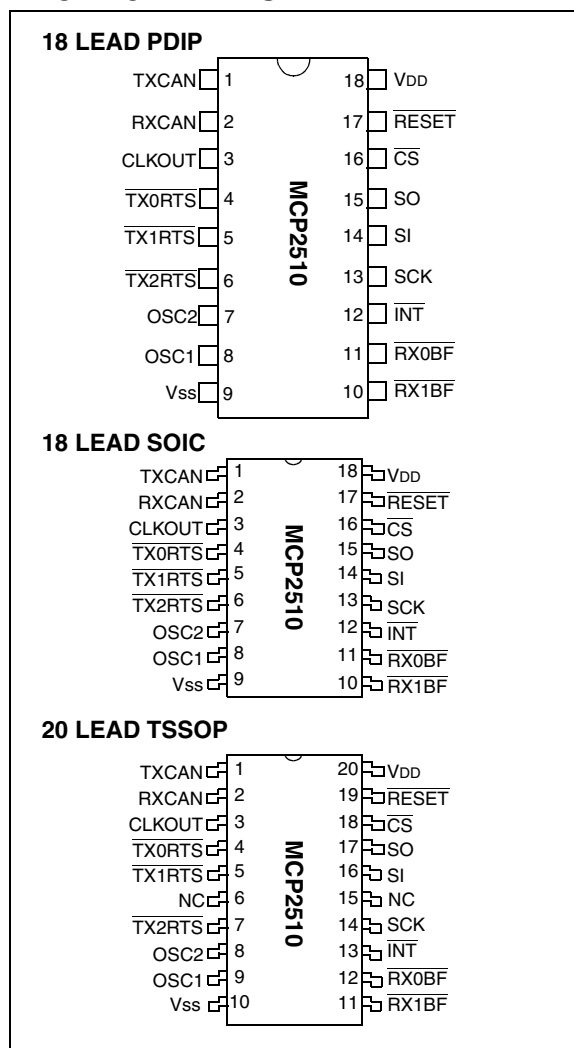 18 LEAD PDIP
TXCAN 1 18 VDD
RXCAN 2 17 RESET
CLKOUT 3 16 CS
TX0RTS 4 15 SO
TX1RTS 5 14 SI
TX2RTS 6 13 SCK
OSC2 7 12 INT
OSC1 8 11 RX0BF
Vss 9 10 RX1BF
MCP2510
18 LEAD SOIC
TXCAN 1 18 VDD
RXCAN 2 17 RESET
CLKOUT 3 16 CS
TX0RTS 4 15 SO
TX1RTS 5 14 SI
TX2RTS 6 13 SCK
OSC2 7 12 INT
OSC1 8 11 RX0BF
Vss 9 10 RX1BF
MCP2510
20 LEAD TSSOP
TXCAN 1 20 VDD
RXCAN 2 19 RESET
CLKOUT 3 18 CS
TX0RTS 4 17 SO
TX1RTS 5 16 SI
NC 6 15 NC
TX2RTS 7 14 SCK
OSC2 8 13 INT
OSC1 9 12 RX0BF
Vss 10 11 RX1BF
MCP2510